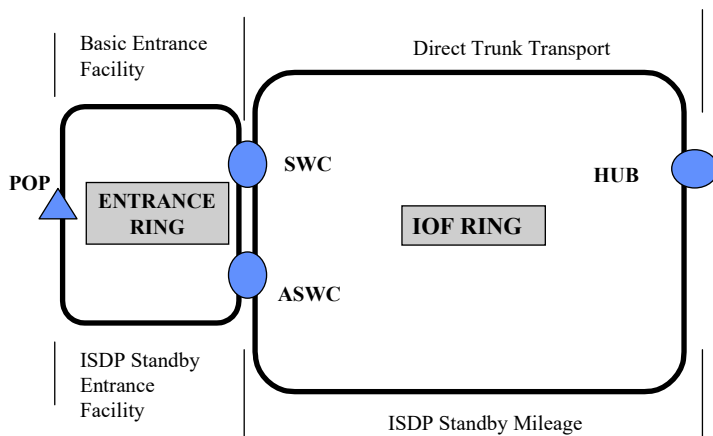 Basic Entrance
Facility
Direct Trunk Transport
POP
SWC
HUB
ENTRANCE
RING
IOF RING
ASWC
ISDP Standby
Entrance
Facility
ISDP Standby Mileage